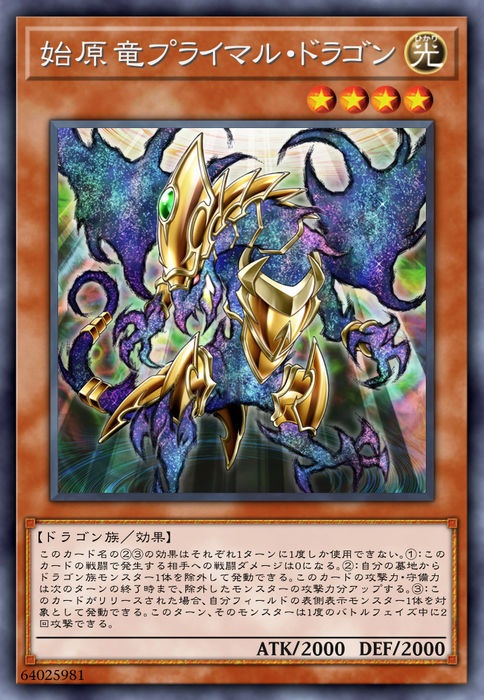 始原竜プライマル・ドラゴン
ひかり
光
【ドラゴン族／効果】
このカード名の②③の効果はそれぞれ1ターンに1度しか使用できない。①:この
カードの戦闘で発生する相手への戦闘ダメージは0になる。②:自分の墓地から
ドラゴン族モンスター1体を除外して発動できる。このカードの攻撃力・守備力
は次のターンの終了時まで、除外したモンスターの攻撃力分アップする。③:こ
のカードがリリースされた場合、自分フィールドの表側表示モンスター1体を対
象として発動できる。このターン、そのモンスターは1度のバトルフェイズ中に2
回攻撃できる。
ATK/2000 DEF/2000
64025981